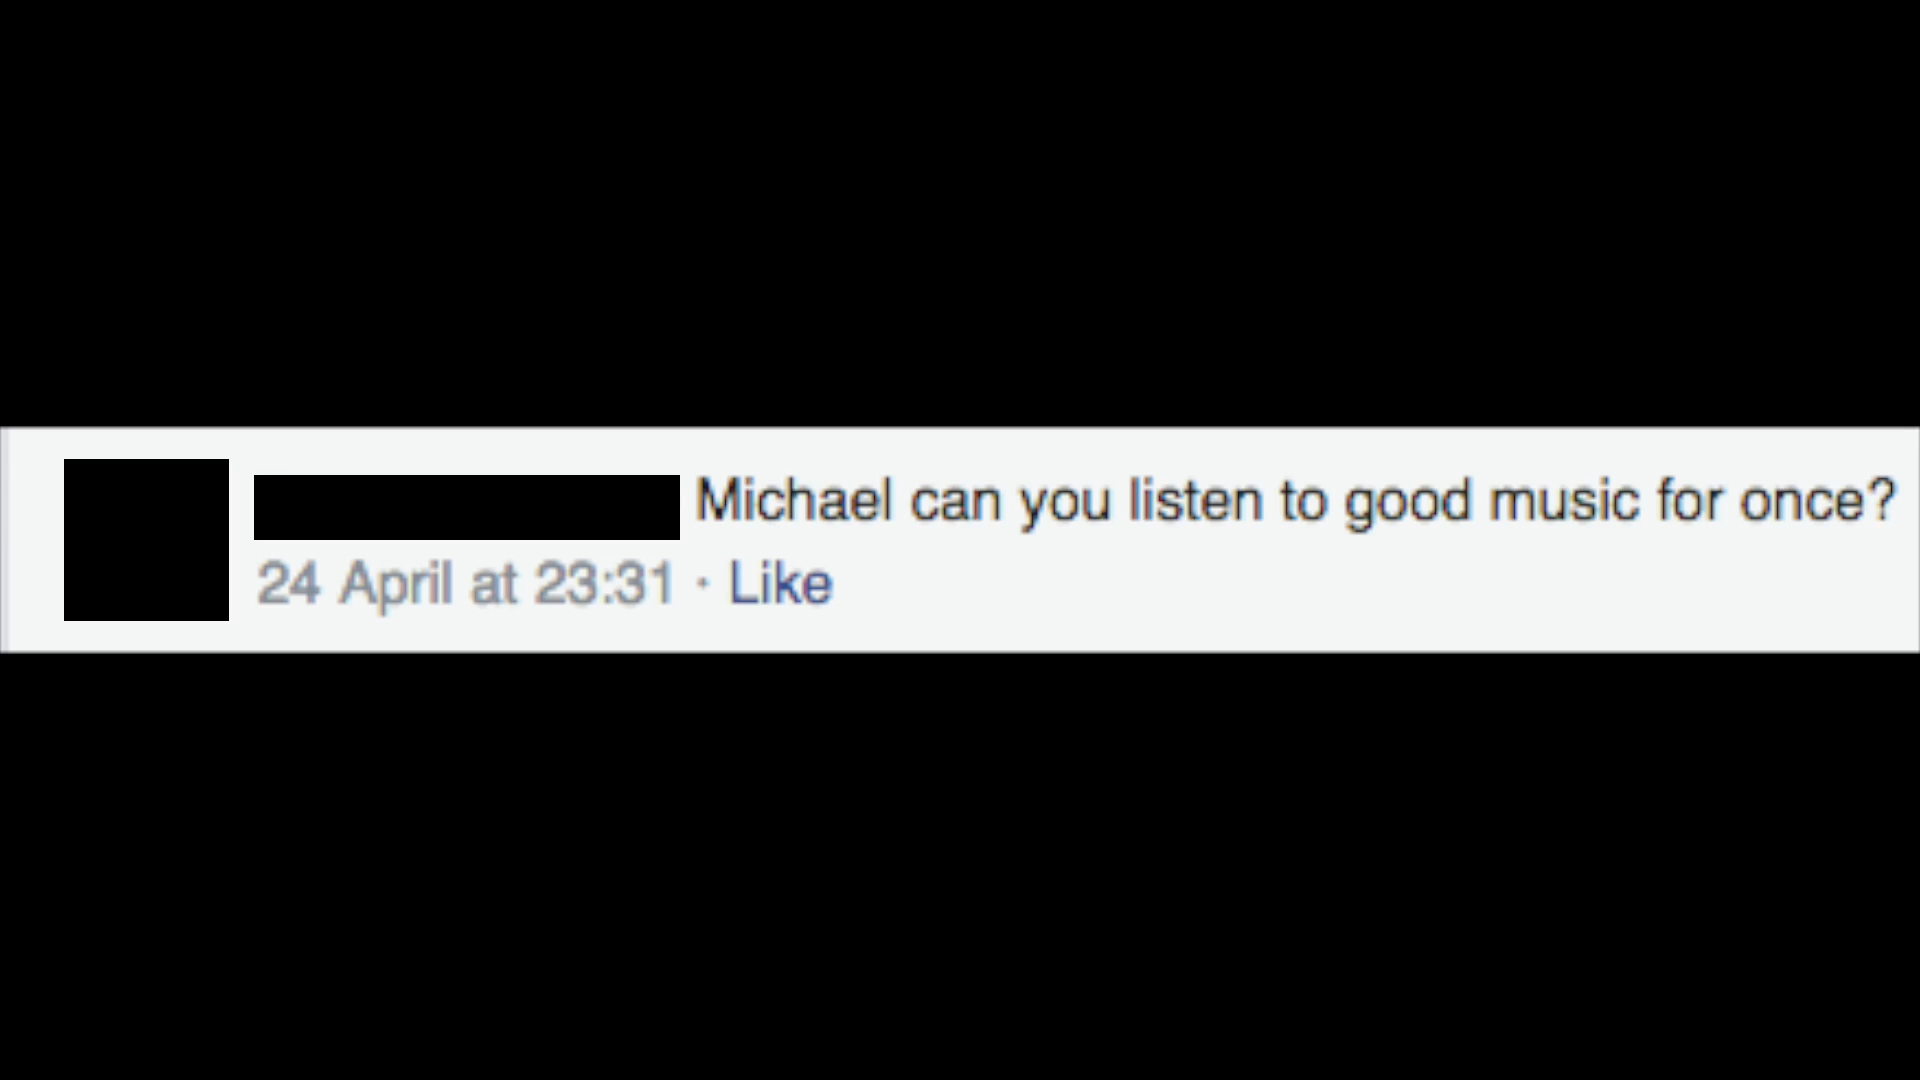 Michael can you listen to good music for once?
24 April at 23:31 · Like